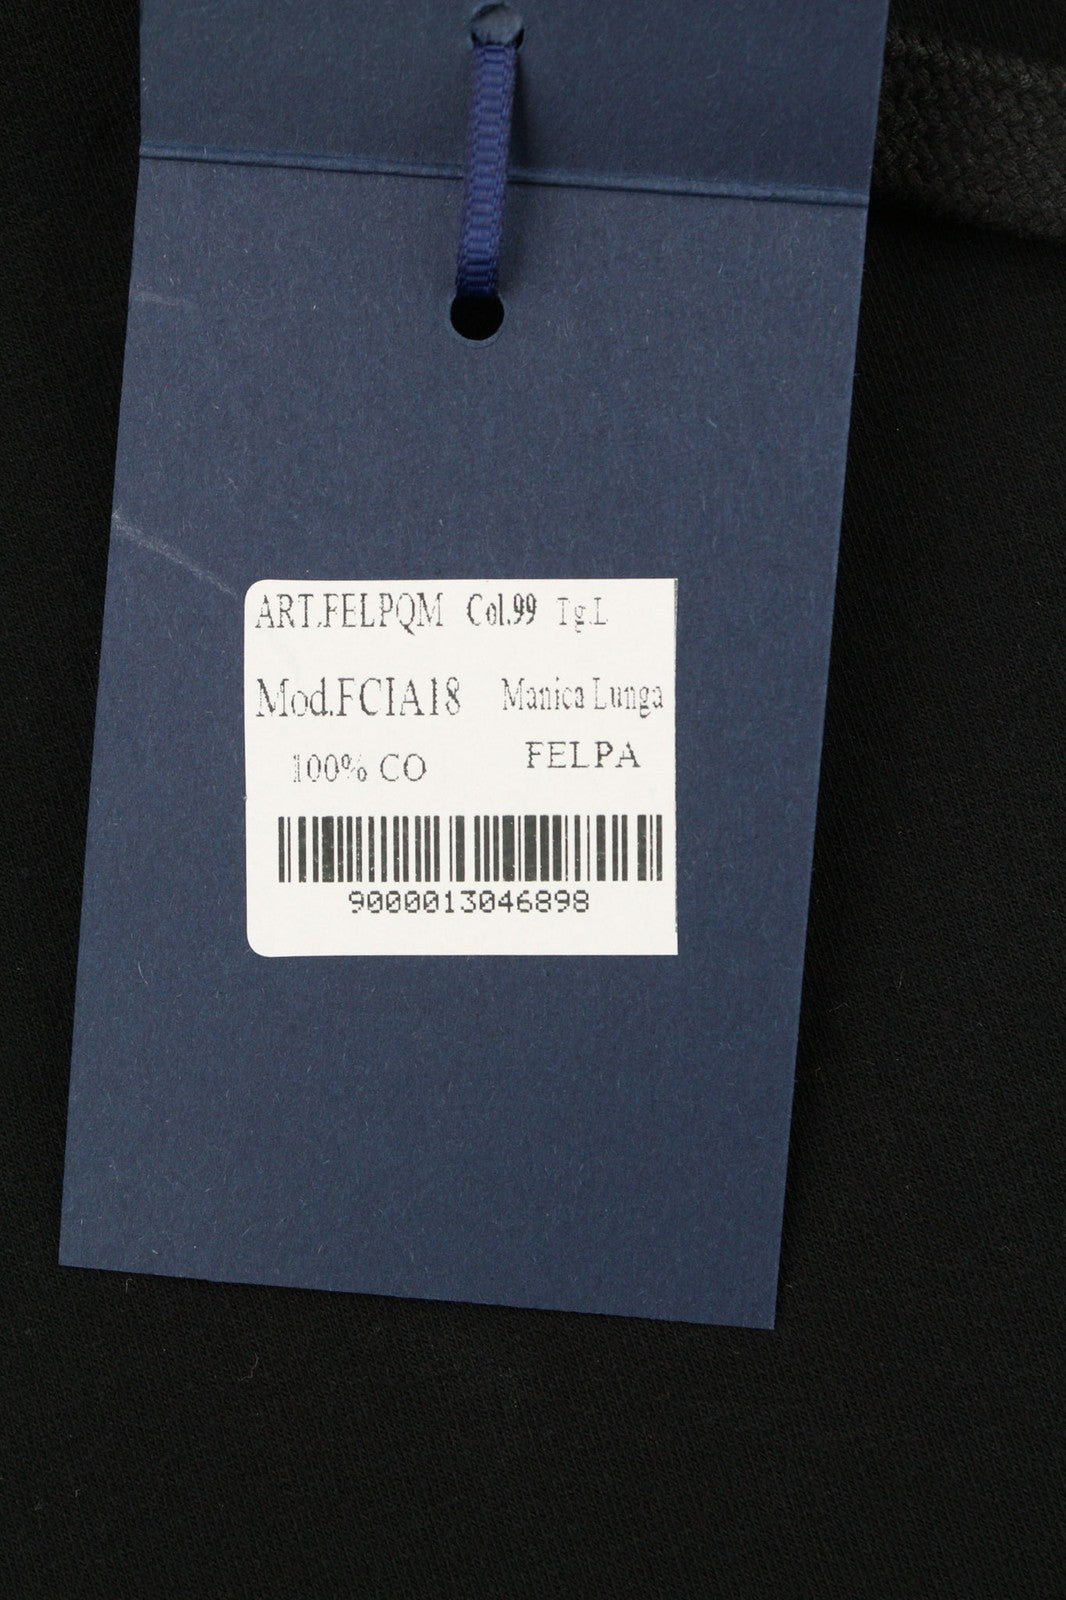 ART.FELPQM Col.99 Tg.L
Mod.FCIA18 Manica Lunga
100% CO FELPA
9000013046898